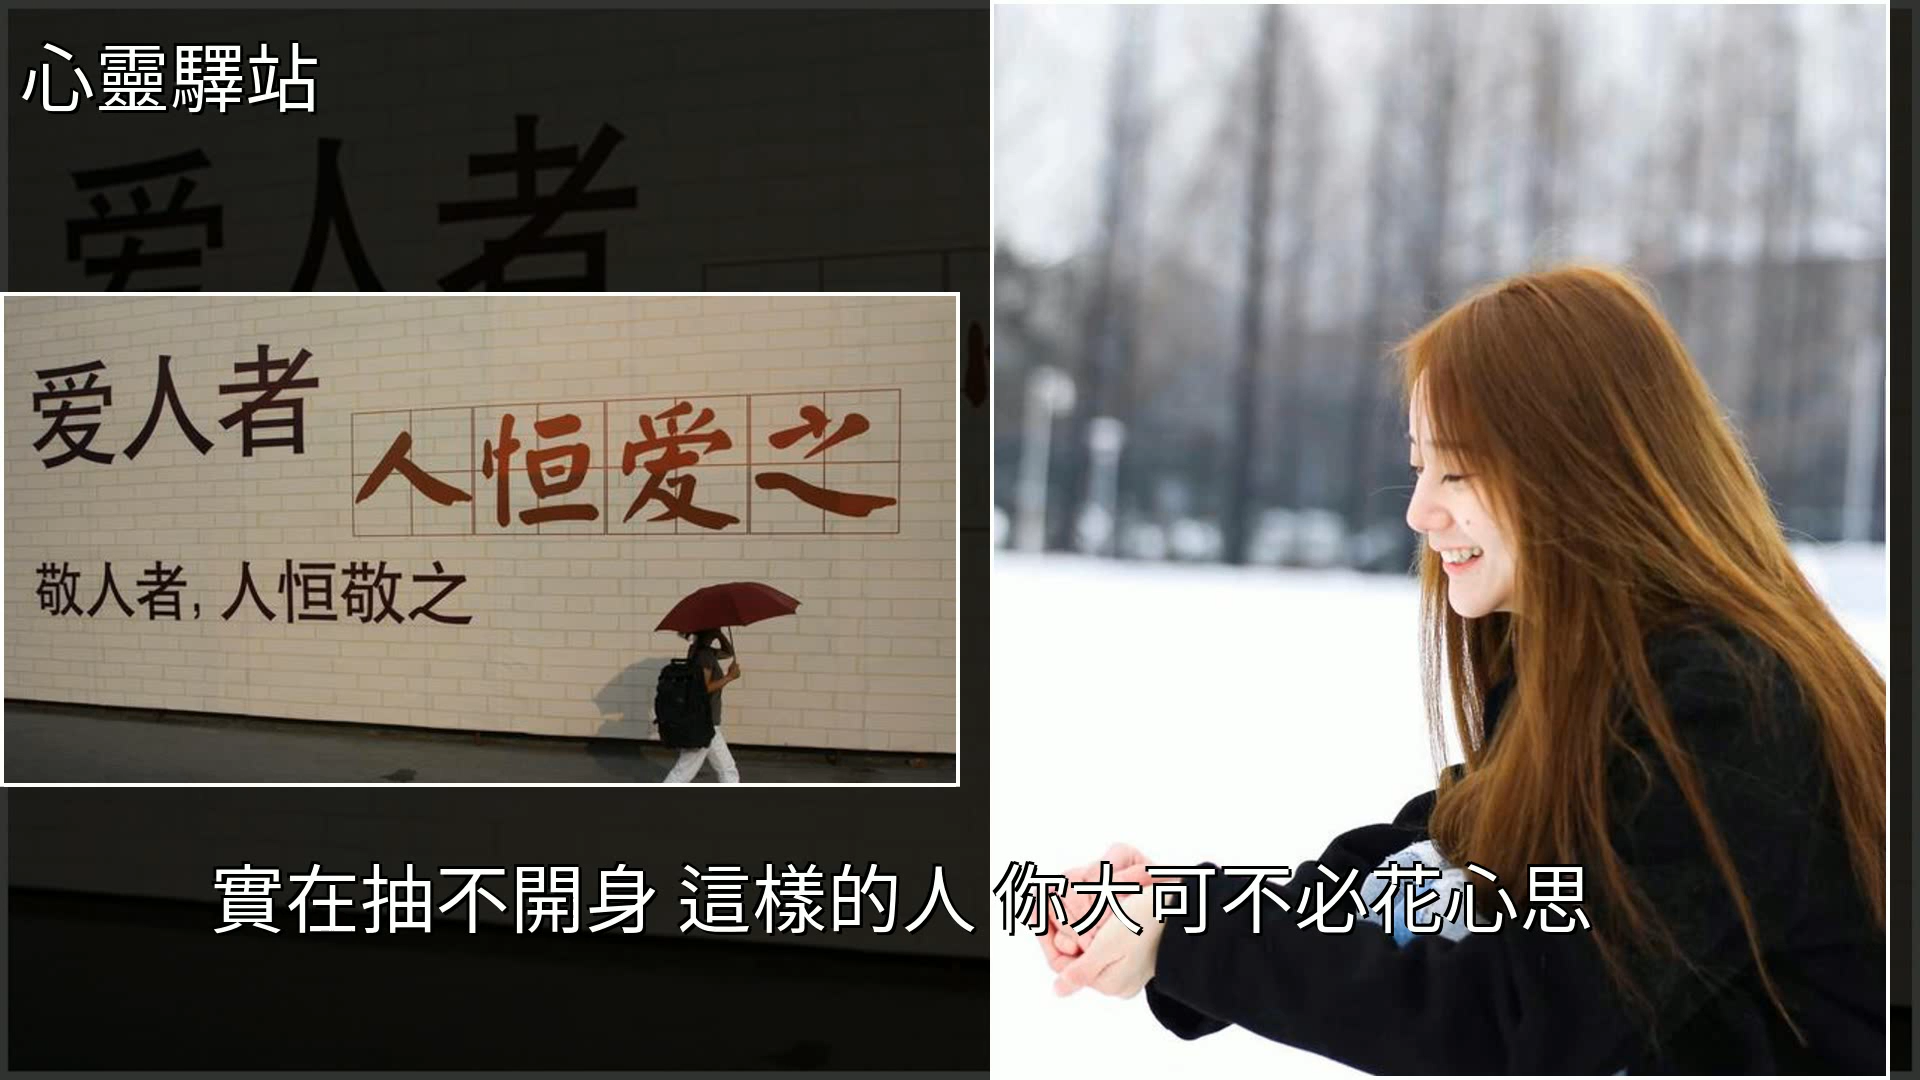 心靈驛站
爱人者
爱人者
人恒爱之
敬人者, 人恒敬之
實在抽不開身 這樣的人 你大可不必花心思